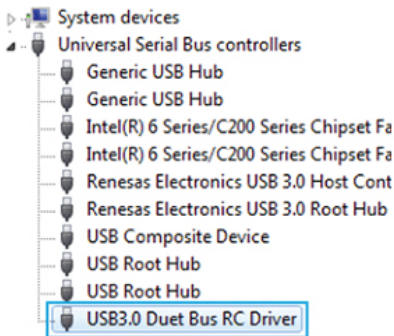 System devices
Universal Serial Bus controllers
Generic USB Hub
Generic USB Hub
Intel(R) 6 Series/C200 Series Chipset Fa
Intel(R) 6 Series/C200 Series Chipset Fa
Renesas Electronics USB 3.0 Host Cont
Renesas Electronics USB 3.0 Root Hub
USB Composite Device
USB Root Hub
USB Root Hub
USB3.0 Duet Bus RC Driver